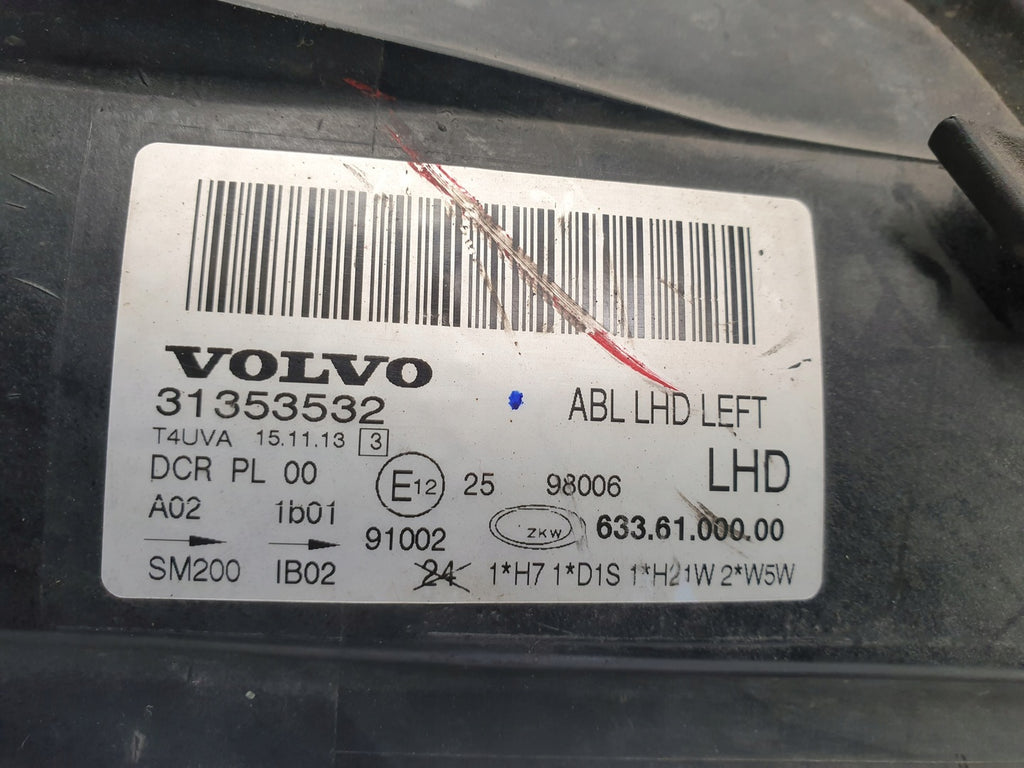 VOLVO
31353532
ABL LHD LEFT
T4UVA 15.11.13 3
LHD
DCR PL 00
E12 25 98006
A02 1b01
91002 ZKW 633.61.000.00
SM200 IB02 24 1*H7 1*D1S 1*H21W 2*W5W